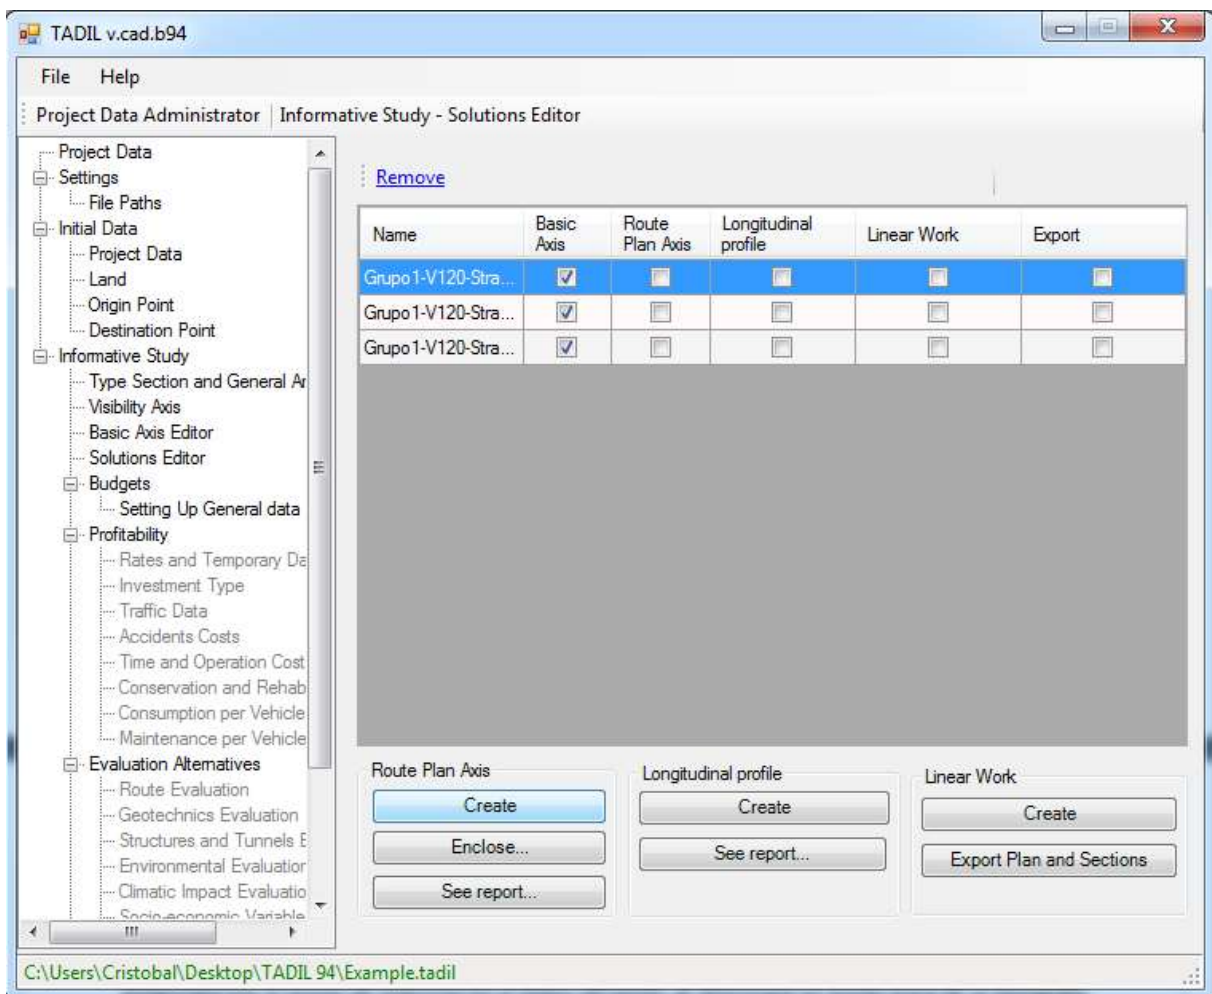 TADIL v.cad.b94
File Help
Project Data Administrator Informative Study - Solutions Editor
Project Data
Settings
File Paths
Initial Data
Project Data
Land
Origin Point
Destination Point
Informative Study
Type Section and General Ar
Visibility Axis
Basic Axis Editor
Solutions Editor
Budgets
Setting Up General data
Profitability
Rates and Temporary Da
Investment Type
Traffic Data
Accidents Costs
Time and Operation Cost
Conservation and Rehab
Consumption per Vehicle
Maintenance per Vehicle
Evaluation Alternatives
Route Evaluation
Geotechnics Evaluation
Structures and Tunnels E
Environmental Evaluation
Climatic Impact Evaluatio
Socio-economic Variable
Remove
Name Basic Axis Route Plan Axis Longitudinal profile Linear Work Export
Grupo1-V120-Stra...
Grupo1-V120-Stra...
Grupo1-V120-Stra...
Route Plan Axis
Create
Enclose...
See report...
Longitudinal profile
Create
See report...
Linear Work
Create
Export Plan and Sections
C:\Users\Cristobal\Desktop\TADIL 94\Example.tadil